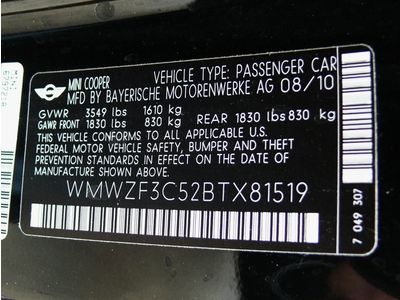 MINI COOPER
VEHICLE TYPE: PASSENGER CAR
MFD BY BAYERISCHE MOTORENWERKE AG 08/10
GVWR 3549 lbs 1610 kg
GAWR FRONT 1830 lbs 830 kg REAR 1830 lbs 830 kg
THIS VEHICLE CONFORMS TO ALL APPLICABLE U.S.
FEDERAL MOTOR VEHICLE SAFETY, BUMPER, AND THEFT
PREVENTION STANDARDS IN EFFECT ON THE DATE
OF MANUFACTURE SHOWN ABOVE.
WMWZF3C52BTX81519
7 049 307